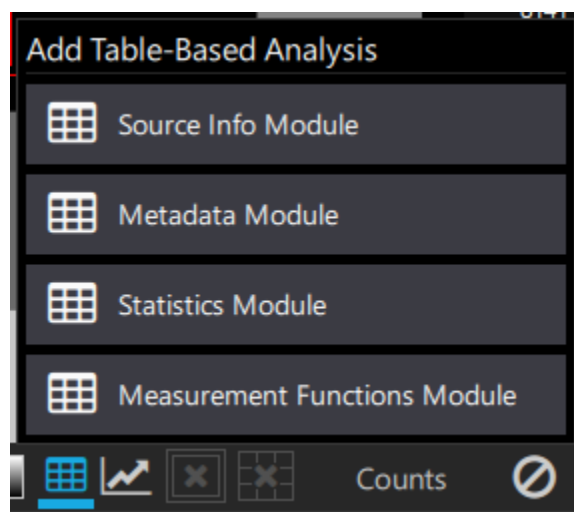 Add Table-Based Analysis
Source Info Module
Metadata Module
Statistics Module
Measurement Functions Module
Counts